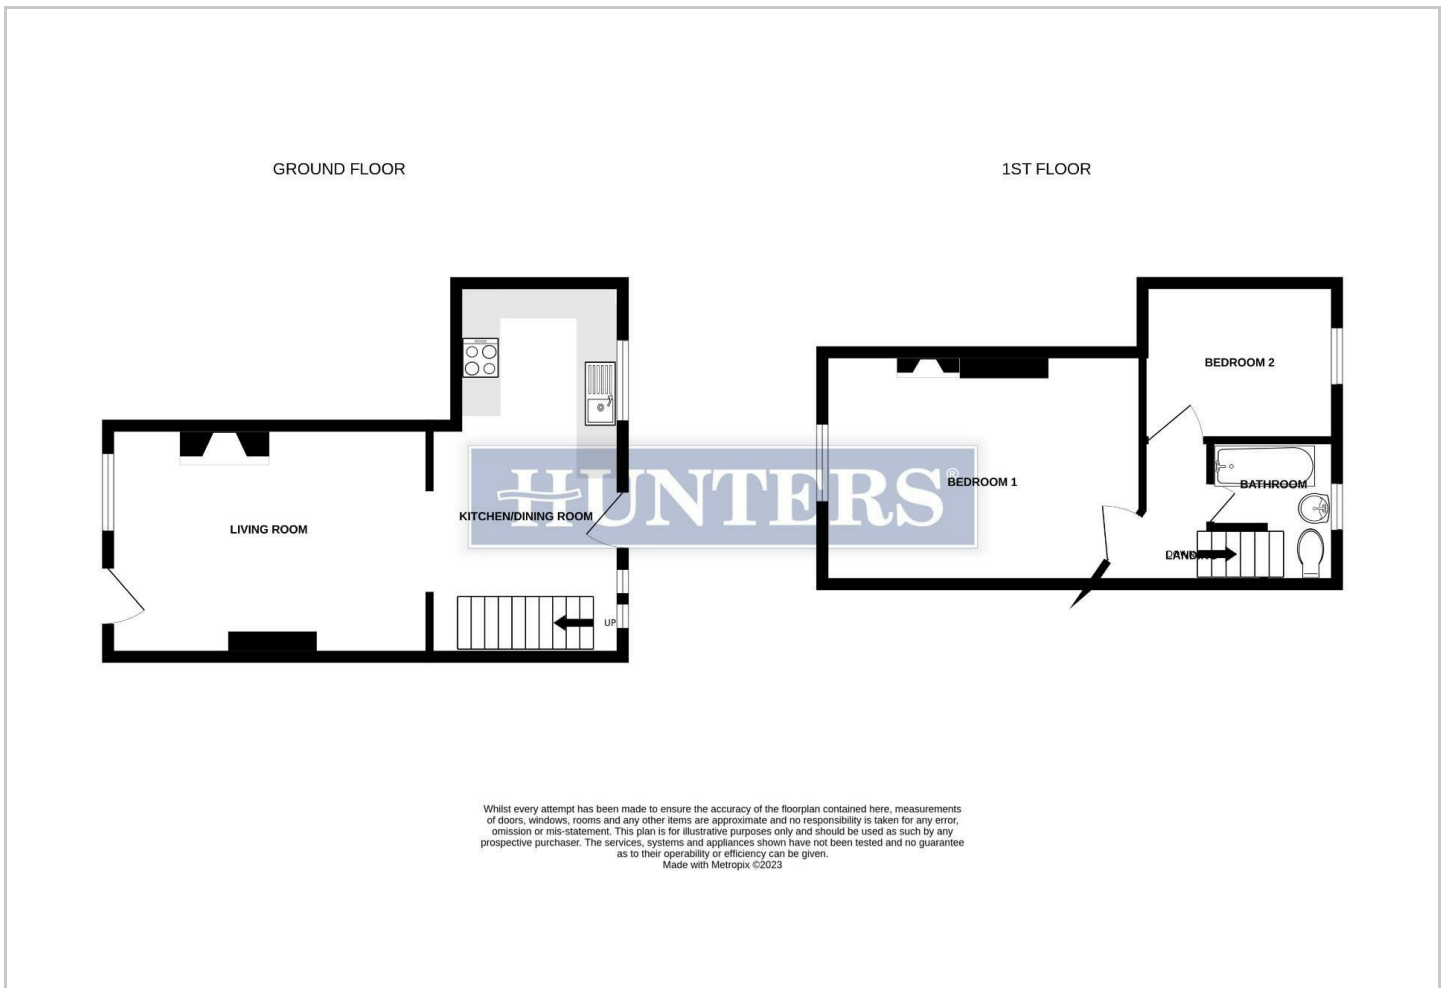 GROUND FLOOR
1ST FLOOR
LIVING ROOM
KITCHEN/DINING ROOM
UP
HUNTERS®
BEDROOM 1
BEDROOM 2
BATHROOM
LANDING
Whilst every attempt has been made to ensure the accuracy of the floorplan contained here, measurements
of doors, windows, rooms and any other items are approximate and no responsibility is taken for any error,
omission or mis-statement. This plan is for illustrative purposes only and should be used as such by any
prospective purchaser. The services, systems and appliances shown have not been tested and no guarantee
as to their operability or efficiency can be given.
Made with Metropix ©2023